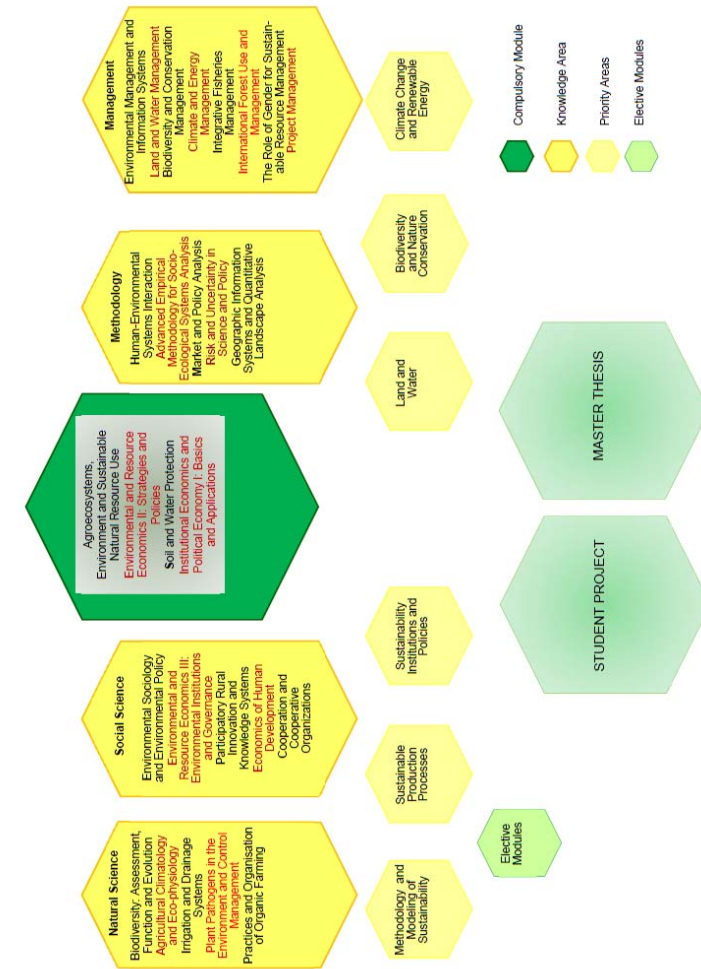 Natural Science
Biodiversity: Assessment,
Function and Evolution
Agricultural Climatology
and Eco-physiology
Irrigation and Drainage
Systems
Plant Pathogens in the
Environment and Control
Management
Practices and Organisation
of Organic Farming
Social Science
Environmental Sociology
and Environmental Policy
Environmental and
Resource Economics III:
Environmental Institutions
and Governance
Participatory Rural
Innovation and
Knowledge Systems
Economics of Human
Development
Cooperation and
Cooperative
Organizations
Agroecosystems,
Environment and Sustainable
Natural Resource Use
Environmental and Resource
Economics II: Strategies and
Policies
Soil and Water Protection
Institutional Economics and
Political Economy I: Basics
and Applications
Methodology
Human-Environmental
Systems Interaction
Advanced Empirical
Methodology for Socio-
Ecological Systems Analysis
Market and Policy Analysis
Risk and Uncertainty in
Science and Policy
Geographic Information
Systems and Quantitative
Landscape Analysis
Management
Environmental Management and
Information Systems
Land and Water Management
Biodiversity and Conservation
Management
Climate and Energy
Management
Integrative Fisheries
Management
International Forest Use and
Management
The Role of Gender for Sustain-
able Resource Management
Project Management
Methodology and
Modeling of
Sustainability
Sustainable
Production
Processes
Sustainability
Institutions and
Policies
Land and
Water
Biodiversity
and Nature
Conservation
Climate Change
and Renewable
Energy
Elective
Modules
STUDENT PROJECT
MASTER THESIS
Compulsory Module
Knowledge Area
Priority Areas
Elective Modules